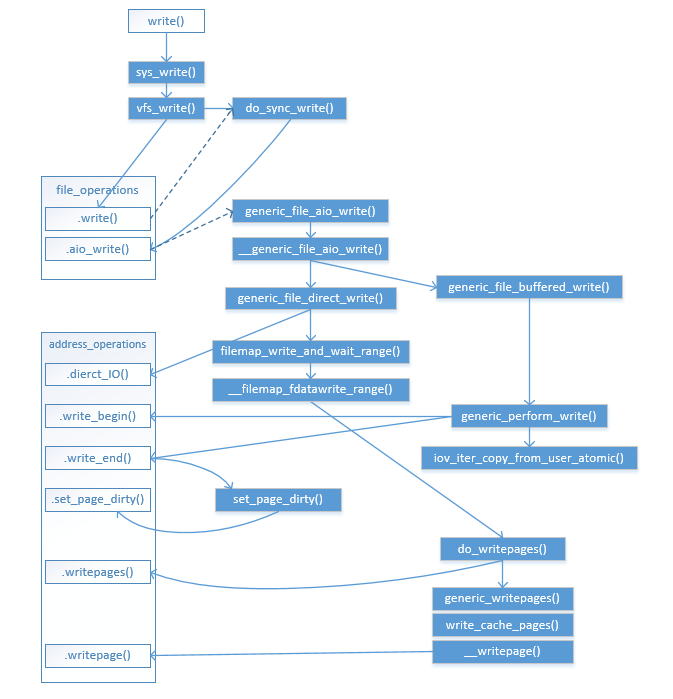 write()
sys_write()
vfs_write()
do_sync_write()
file_operations
.write()
.aio_write()
generic_file_aio_write()
__generic_file_aio_write()
generic_file_buffered_write()
generic_file_direct_write()
address_operations
.dierct_IO()
filemap_write_and_wait_range()
__filemap_fdatawrite_range()
.write_begin()
generic_perform_write()
.write_end()
iov_iter_copy_from_user_atomic()
.set_page_dirty()
set_page_dirty()
do_writepages()
.writepages()
generic_writepages()
write_cache_pages()
.writepage()
__writepage()